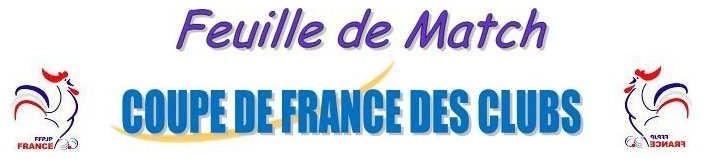 Feuille de Match
COUPE DE FRANCE DES CLUBS
FFPJP
FRANCE
FFPJP
FRANCE